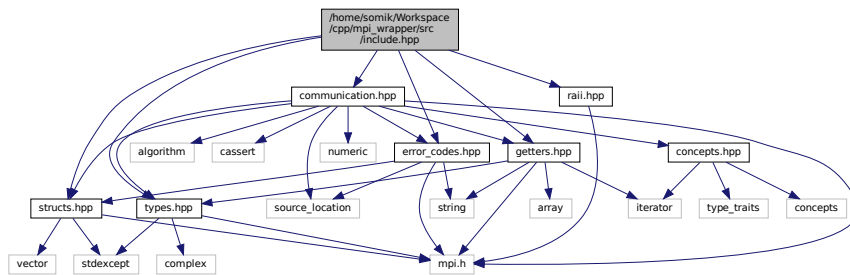 /home/somik/Workspace
/cpp/mpi_wrapper/src
/include.hpp
communication.hpp
raii.hpp
algorithm
cassert
numeric
error_codes.hpp
getters.hpp
concepts.hpp
structs.hpp
types.hpp
source_location
string
array
iterator
type_traits
concepts
vector
stdexcept
complex
mpi.h